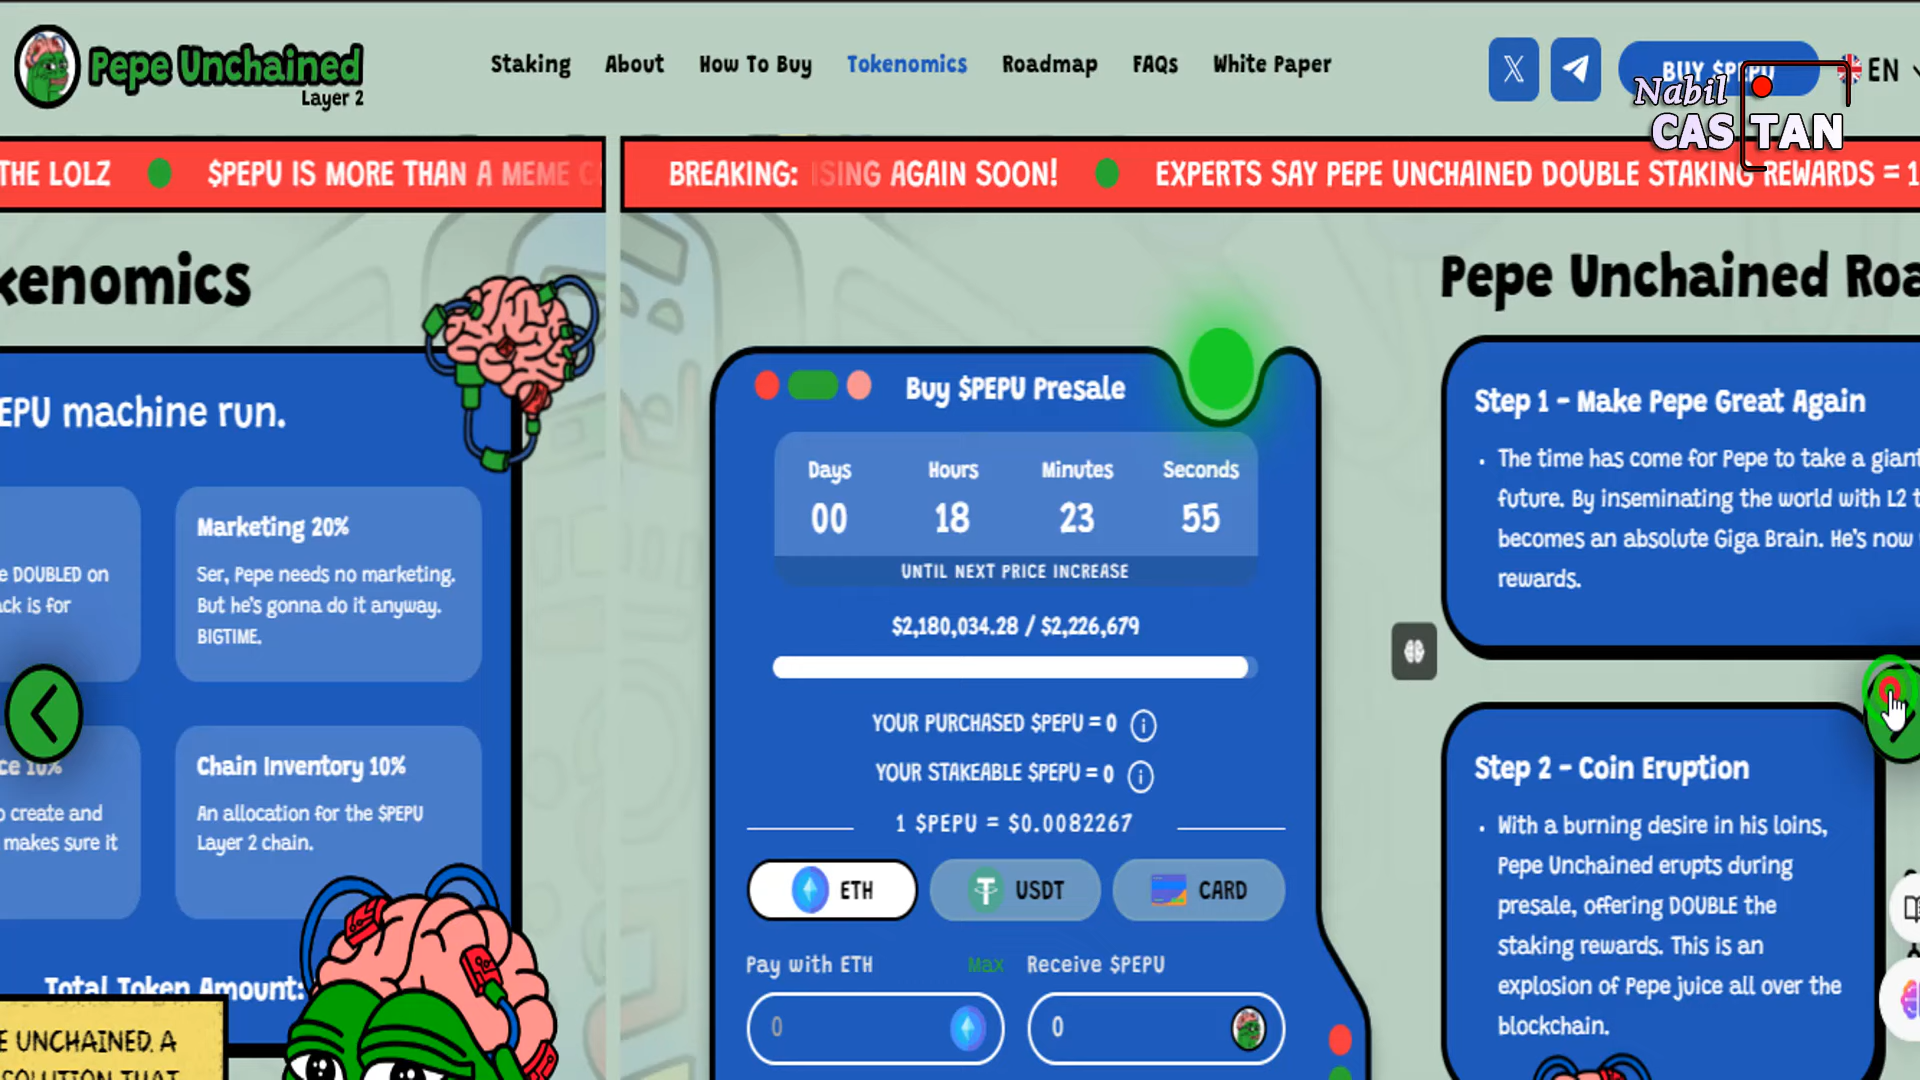 Pepe Unchained
Layer 2
Staking
About
How To Buy
Tokenomics
Roadmap
FAQs
White Paper
BUY $PEPU
EN
Nabil
CASTAN
THE LOLZ
$PEPU IS MORE THAN A MEME C
BREAKING:
ISING AGAIN SOON!
EXPERTS SAY PEPE UNCHAINED DOUBLE STAKING REWARDS = 1
kenomics
EPU machine run.
e DOUBLED on
ck is for
Marketing 20%
Ser, Pepe needs no marketing.
But he's gonna do it anyway.
BIGTIME.
ce 10%
o create and
makes sure it
Chain Inventory 10%
An allocation for the $PEPU
Layer 2 chain.
Total Token Amount:
E UNCHAINED. A
SOLUTION THAT
Buy $PEPU Presale
Days
Hours
Minutes
Seconds
00
18
23
55
UNTIL NEXT PRICE INCREASE
$2,180,034.28 / $2,226,679
YOUR PURCHASED $PEPU = 0
YOUR STAKEABLE $PEPU = 0
1 $PEPU = $0.0082267
ETH
USDT
CARD
Pay with ETH
Max
Receive $PEPU
0
0
Pepe Unchained Roa
Step 1 - Make Pepe Great Again
• The time has come for Pepe to take a giant
future. By inseminating the world with L2 t
becomes an absolute Giga Brain. He's now
rewards.
Step 2 - Coin Eruption
• With a burning desire in his loins,
Pepe Unchained erupts during
presale, offering DOUBLE the
staking rewards. This is an
explosion of Pepe juice all over the
blockchain.